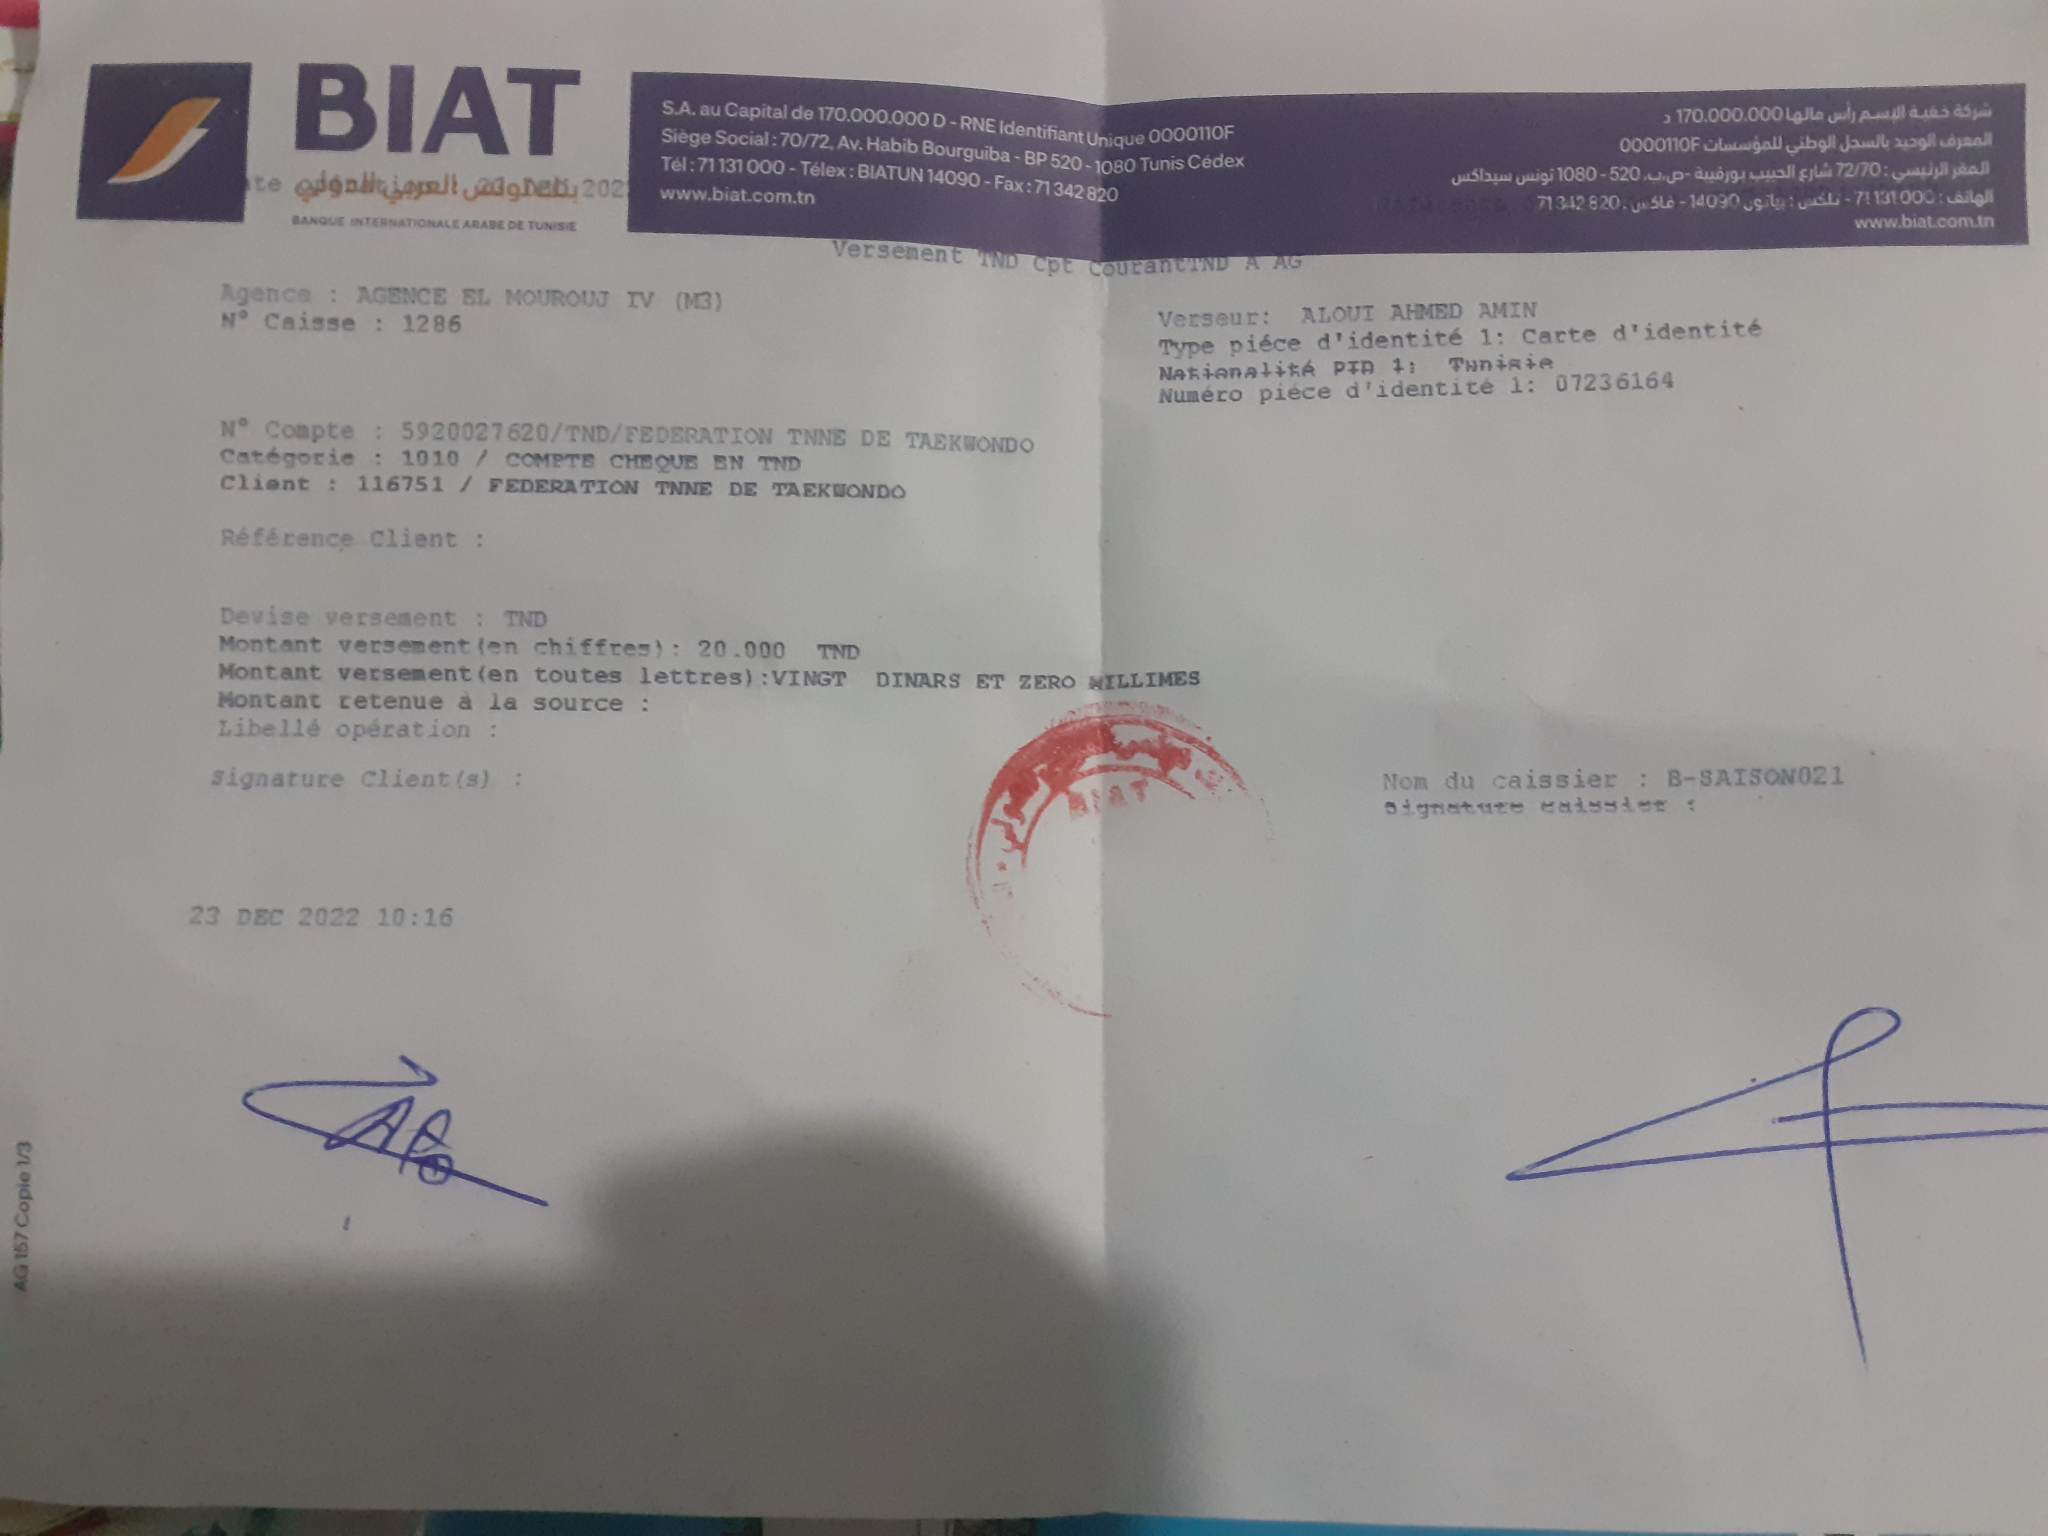 BIAT
بنك تونس العربي الدولي
BANQUE INTERNATIONALE ARABE DE TUNISIE
S.A. au Capital de 170.000.000 D - RNE Identifiant Unique 0000110F
Siège Social : 70/72, Av. Habib Bourguiba - BP 520 - 1080 Tunis Cédex
Tél : 71 131 000 - Télex : BIATUN 14090 - Fax : 71 342 820
www.biat.com.tn
شركة خفية الإسم رأس مالها 170.000.000 د
المعرف الوحيد بالسجل الوطني للمؤسسات 0000110F
المقر الرئيسي : 72/70 شارع الحبيب بورقيبة -ص.ب. 520 - 1080 تونس سيداكس
الهاتف : 71 131 000 - تلكس : بياتون 14090 - فاكس : 71 342 820
www.biat.com.tn
Versement TND Cpt CourantTND A AG
Agence : AGENCE EL MOUROUJ IV (M3)
N° Caisse : 1286
Verseur: ALOUI AHMED AMIN
Type piéce d'identité 1: Carte d'identité
Nationalité PID 1: Tunisie
Numéro piéce d'identité 1: 07236164
N° Compte : 5920027620/TND/FEDERATION TNNE DE TAEKWONDO
Catégorie : 1010 / COMPTE CHEQUE EN TND
Client : 116751 / FEDERATION TNNE DE TAEKWONDO
Référence Client :
Devise versement : TND
Montant versement(en chiffres): 20.000 TND
Montant versement(en toutes lettres):VINGT DINARS ET ZERO MILLIMES
Montant retenue à la source :
Libellé opération :
Signature Client(s) :
Nom du caissier : B-SAISON021
Signature caissier :
BIAT
23 DEC 2022 10:16
AG 157 Copie 1/3